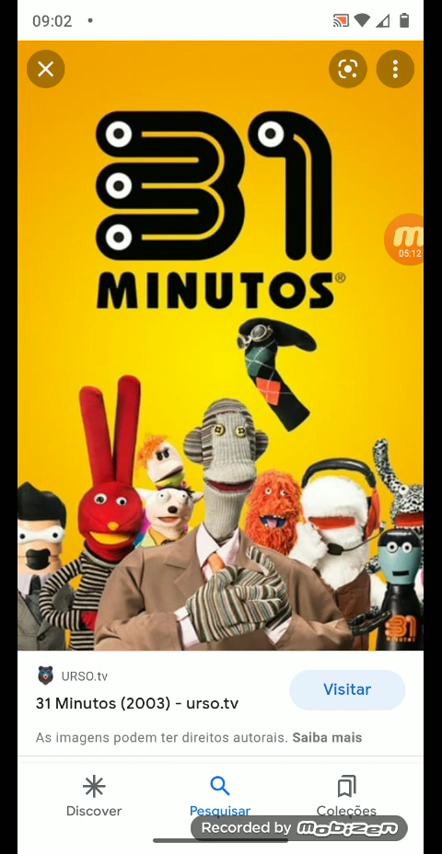 09:02
31
MINUTOS®
05:12
31
URSO.tv
31 Minutos (2003) - urso.tv
Visitar
As imagens podem ter direitos autorais. Saiba mais
Discover
Pesquisar
Coleções
Recorded by mobizen